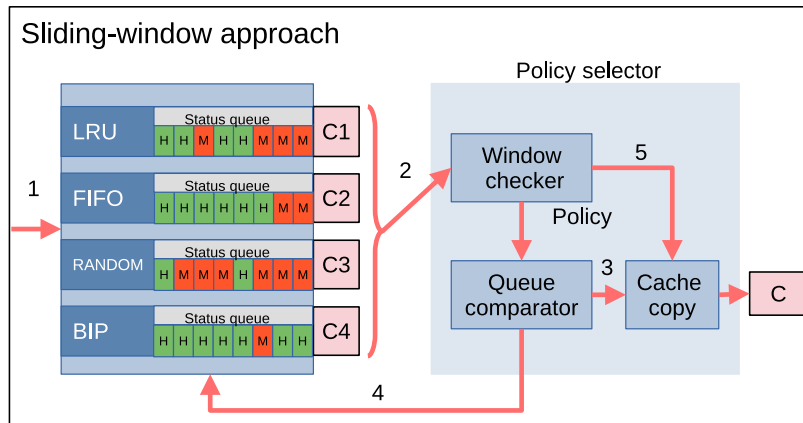 Sliding-window approach
Policy selector
1
LRU
Status queue
H H M H H M M M
C1
FIFO
Status queue
H H H H H H M M
C2
RANDOM
Status queue
H M M M H M M M
C3
BIP
Status queue
H H H H H M H H
C4
2
Window
checker
5
Policy
Queue
comparator
3
Cache
copy
C
4